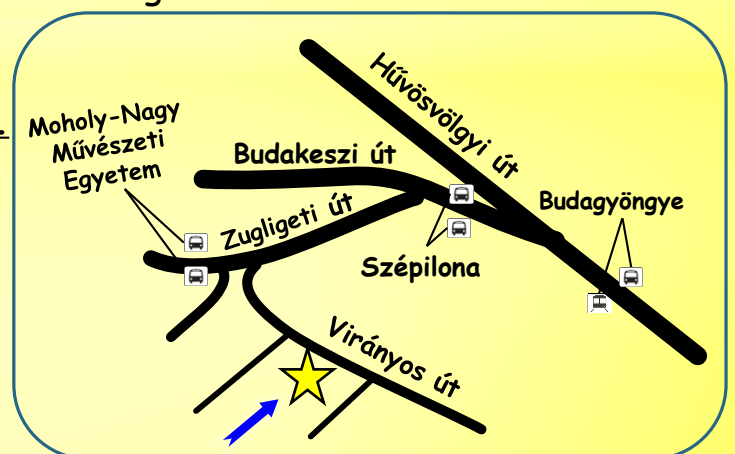 Hűvösvölgyi út
Moholy-Nagy
Művészeti
Egyetem
Budakeszi út
Budagyöngye
Zugligeti út
Szépilona
Virányos út